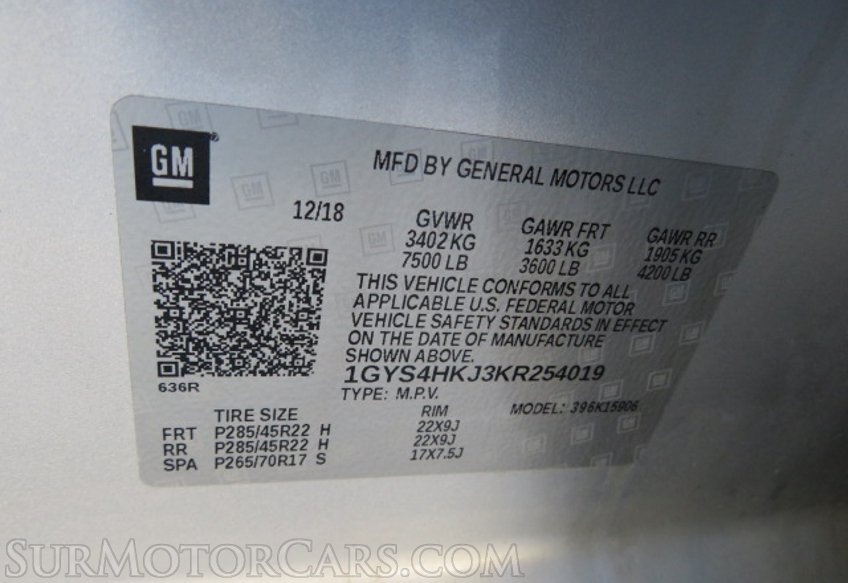 GM
MFD BY GENERAL MOTORS LLC
12/18
GVWR GAWR FRT GAWR RR
3402 KG 1633 KG 1905 KG
7500 LB 3600 LB 4200 LB
THIS VEHICLE CONFORMS TO ALL
APPLICABLE U.S. FEDERAL MOTOR
VEHICLE SAFETY STANDARDS IN EFFECT
ON THE DATE OF MANUFACTURE
SHOWN ABOVE.
636R
1GYS4HKJ3KR254019
TYPE: M.P.V. MODEL: 396K15906
TIRE SIZE RIM
FRT P285/45R22 H 22X9J
RR P285/45R22 H 22X9J
SPA P265/70R17 S 17X7.5J
SurMotorCars.com